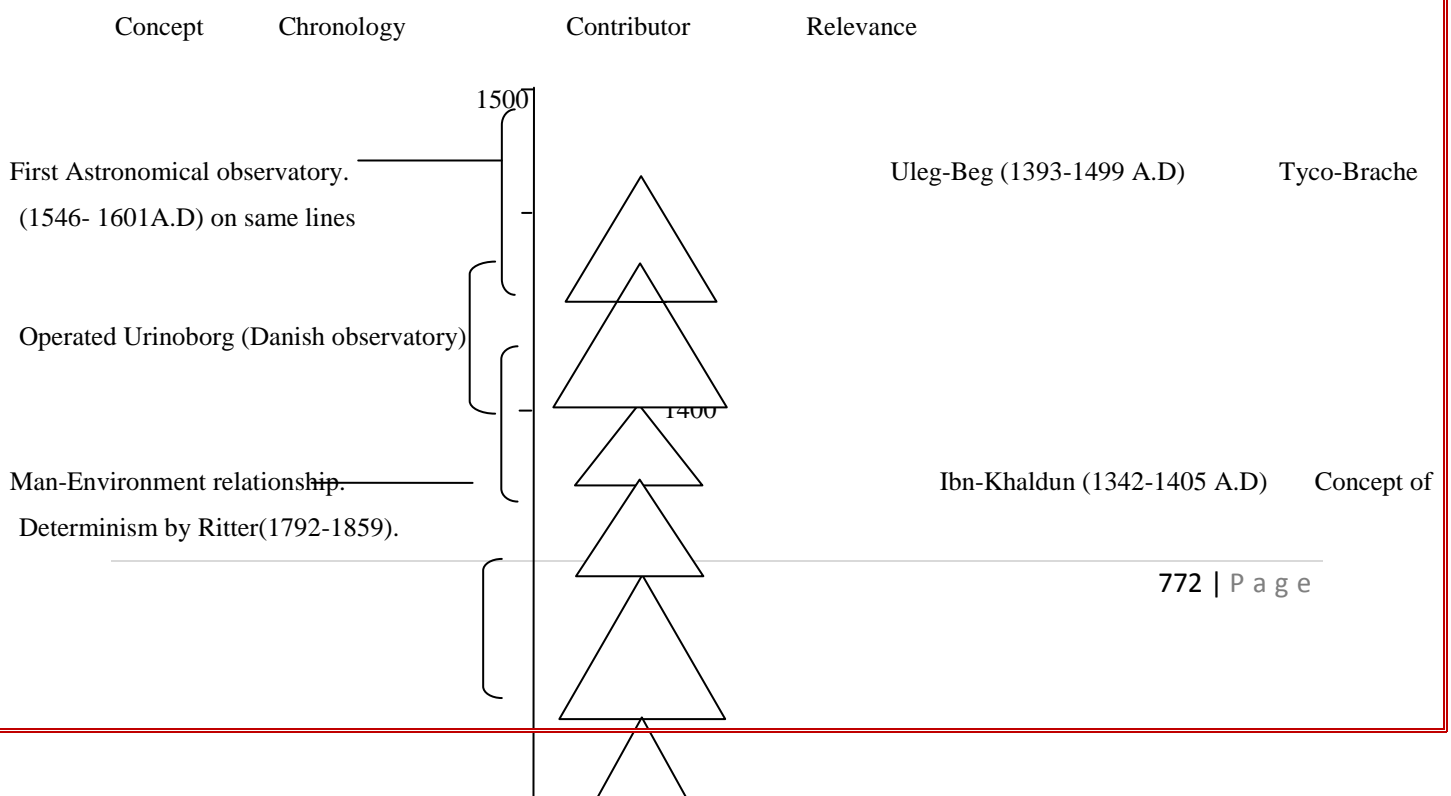 Concept Chronology Contributor Relevance
1500
First Astronomical observatory. Uleg-Beg (1393-1499 A.D) Tyco-Brache
(1546- 1601A.D) on same lines
Operated Urinoborg (Danish observatory)
1400
Man-Environment relationship. Ibn-Khaldun (1342-1405 A.D) Concept of
Determinism by Ritter(1792-1859).
772 | P a g e